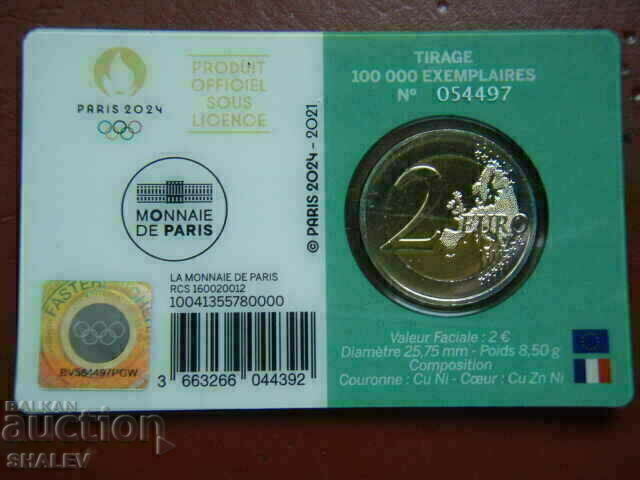 PARIS 2024
PRODUIT
OFFICIEL
SOUS
LICENCE
© PARIS 2024 - 2021
MONNAIE
DE PARIS
LA MONNAIE DE PARIS
RCS 160020012
10041355780000
3 663266 044392
TIRAGE
100 000 EXEMPLAIRES
N° 054497
2 EURO
Valeur Faciale : 2 €
Diamètre 25,75 mm - Poids 8,50 g
Composition
Couronne : Cu Ni - Cœur : Cu Zn Ni
BALKAN
auction
SHALEV